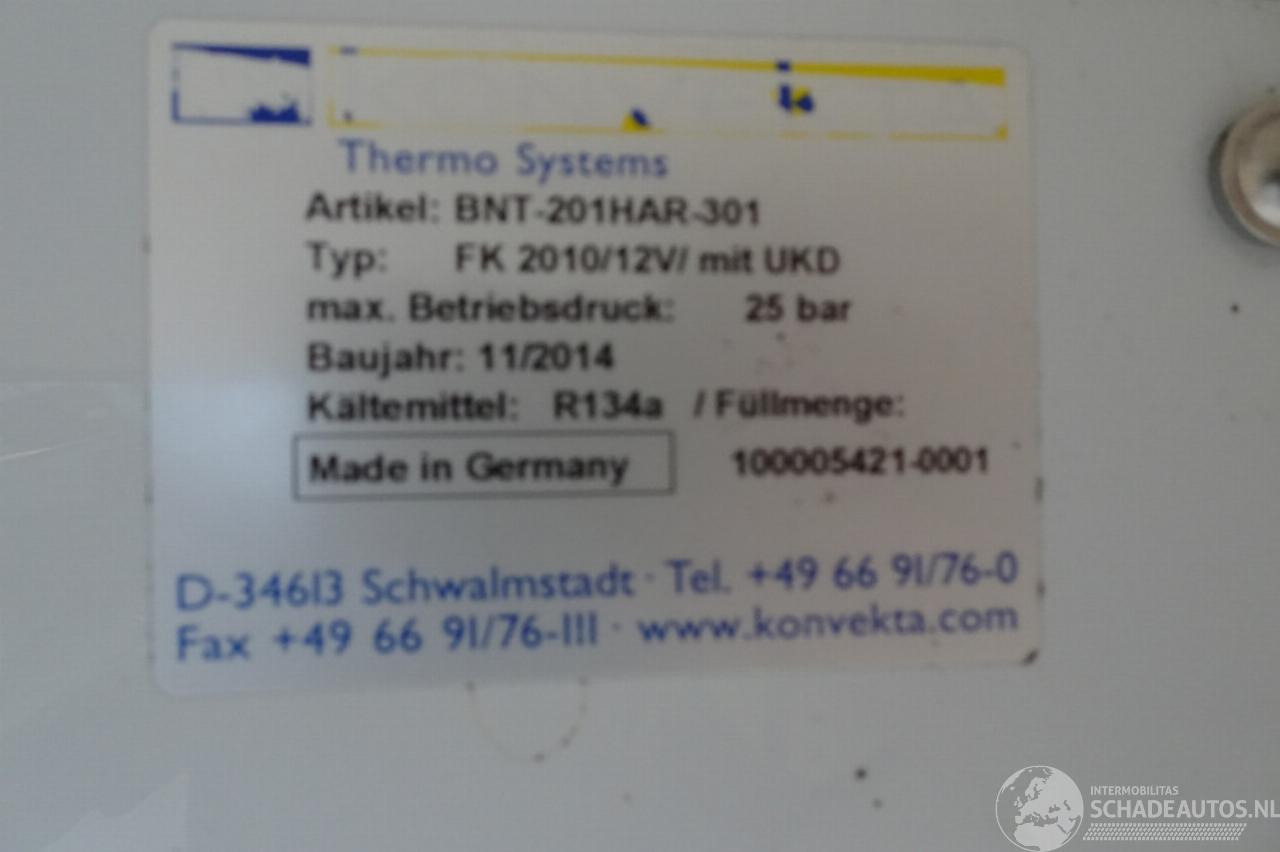 Thermo Systems
Artikel: BNT-201HAR-301
Typ: FK 2010/12V/ mit UKD
max. Betriebsdruck: 25 bar
Baujahr: 11/2014
Kältemittel: R134a / Füllmenge:
Made in Germany 100005421-0001
D-34613 Schwalmstadt · Tel. +49 66 91/76-0
Fax +49 66 91/76-111 · www.konvekta.com
INTERMOBILITAS
SCHADEAUTOS.NL